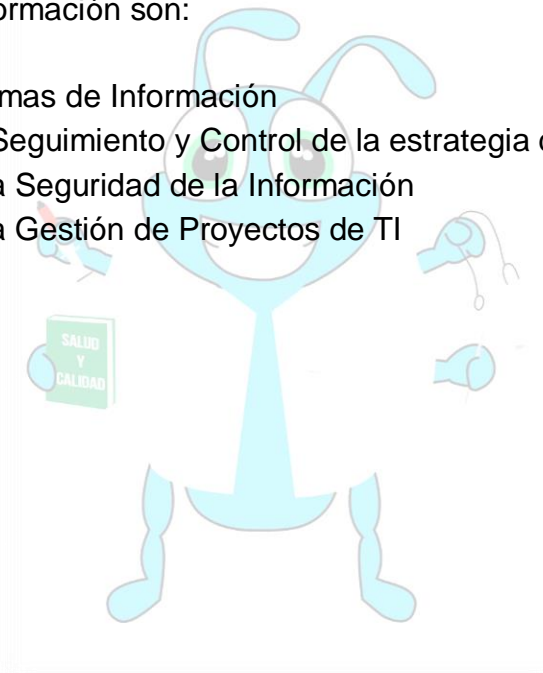 ormación son:
mas de Información
Seguimiento y Control de la estrategia
a Seguridad de la Información
a Gestión de Proyectos de TI
SALUD
Y
CALIDAD